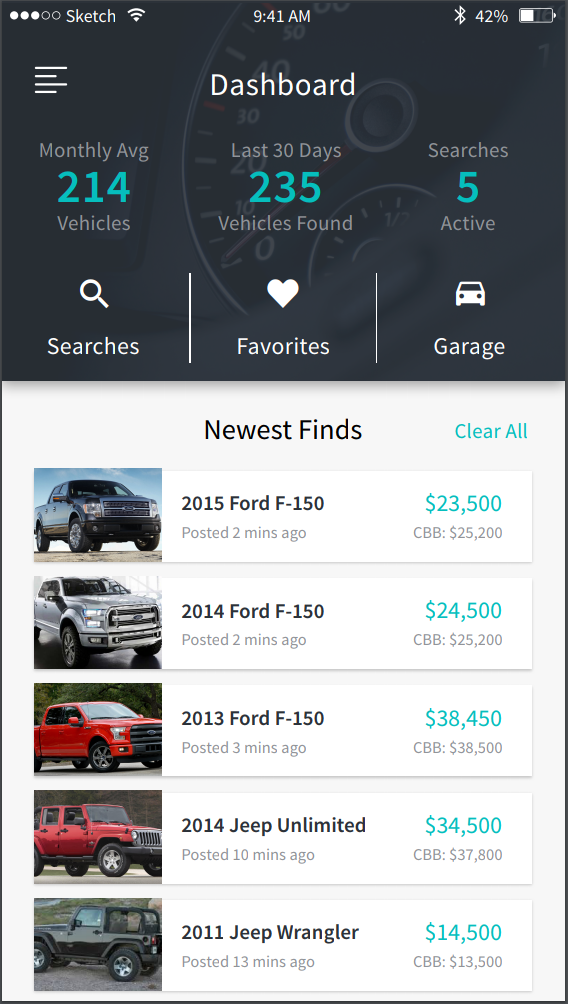 Sketch 9:41 AM 42%
Dashboard
Monthly Avg Last 30 Days Searches
214 235 5
Vehicles Vehicles Found Active
Searches Favorites Garage
Newest Finds Clear All
2015 Ford F-150 $23,500
Posted 2 mins ago CBB: $25,200
2014 Ford F-150 $24,500
Posted 2 mins ago CBB: $25,200
2013 Ford F-150 $38,450
Posted 3 mins ago CBB: $38,500
2014 Jeep Unlimited $34,500
Posted 10 mins ago CBB: $37,800
2011 Jeep Wrangler $14,500
Posted 13 mins ago CBB: $13,500